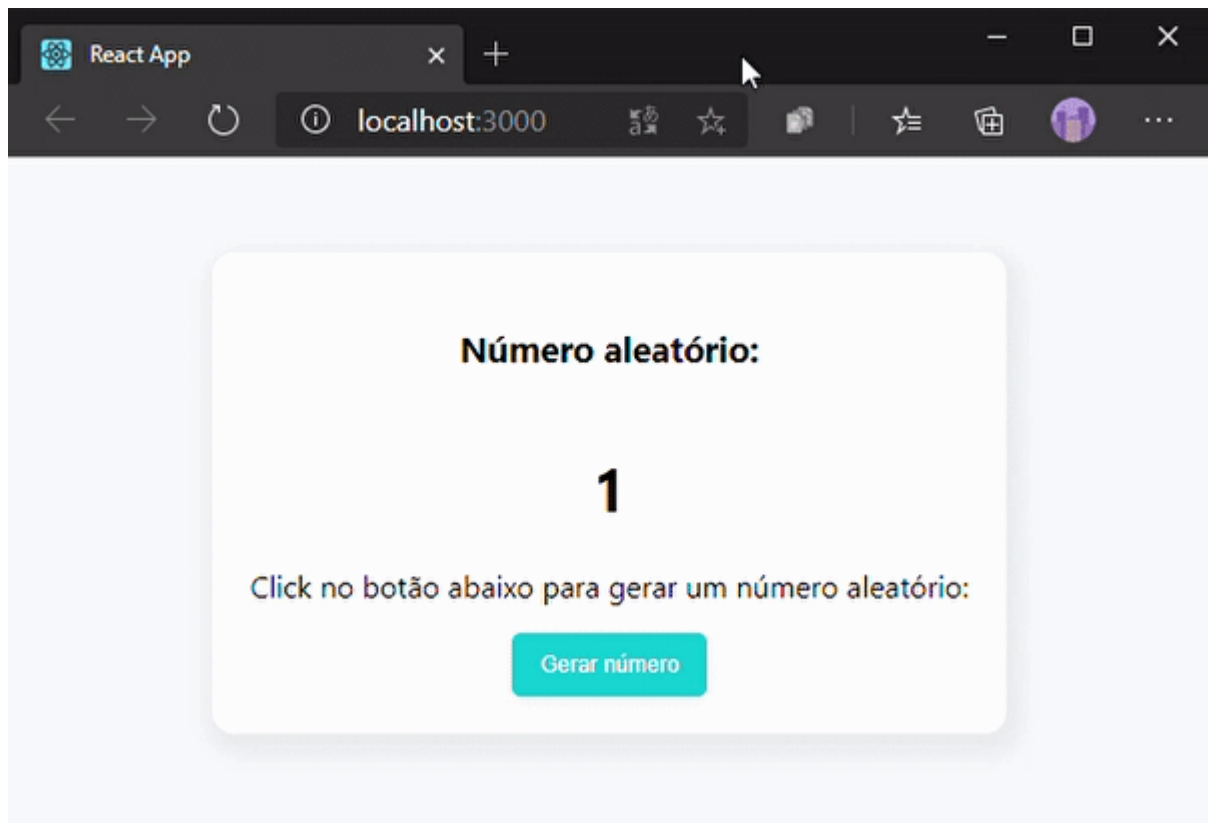 React App
localhost:3000
Número aleatório:
1
Click no botão abaixo para gerar um número aleatório:
Gerar número